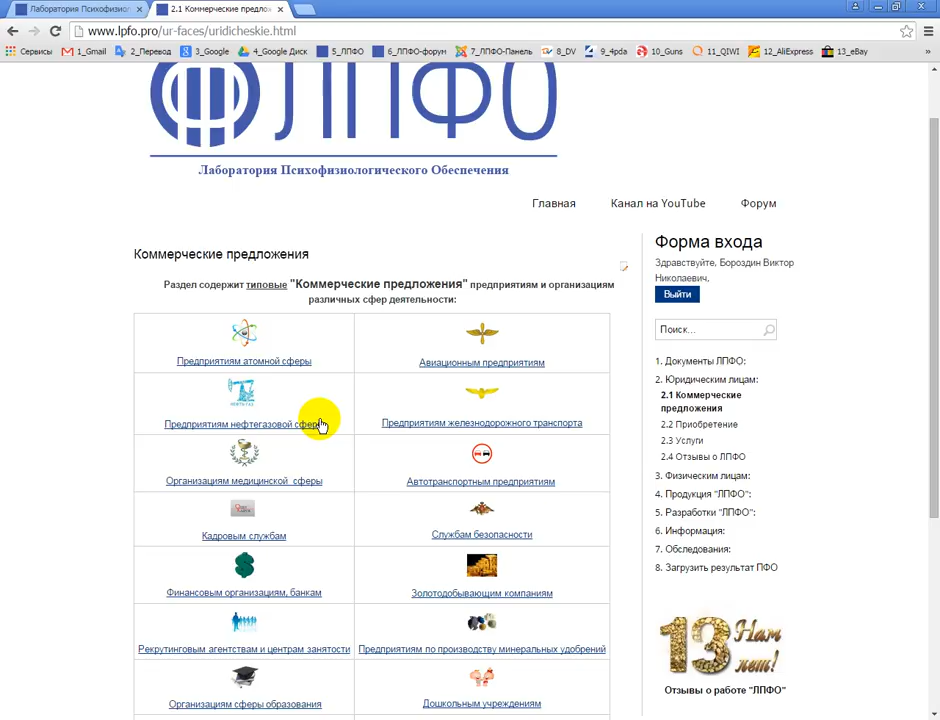 Лаборатория Психофизиол
2.1 Коммерческие предло
www.lpfo.pro/ur-faces/uridicheskie.html
Сервисы 1_Gmail 2_Перевод 3_Google 4_Google Диск 5_ЛПФО 6_ЛПФО-форум 7_ЛПФО-Панель 8_DV 9_4pda 10_Guns 11_QIWI 12_AliExpress 13_eBay »
ЛПФО
Лаборатория Психофизиологического Обеспечения
Главная Канал на YouTube Форум
Коммерческие предложения
Раздел содержит типовые "Коммерческие предложения" предприятиям и организациям
различных сфер деятельности:
Предприятиям атомной сферы
Авиационным предприятиям
НЕФТЬ-ГАЗ
Предприятиям нефтегазовой сферы
Предприятиям железнодорожного транспорта
Организациям медицинской сферы
Автотранспортным предприятиям
Кадровым службам
Службам безопасности
Финансовым организациям, банкам
Золотодобывающим компаниям
Рекрутинговым агентствам и центрам занятости
Предприятиям по производству минеральных удобрений
Организациям сферы образования
Дошкольным учреждениям
Форма входа
Здравствуйте, Бороздин Виктор
Николаевич,
Выйти
Поиск...
1. Документы ЛПФО:
2. Юридическим лицам:
2.1 Коммерческие
предложения
2.2 Приобретение
2.3 Услуги
2.4 Отзывы о ЛПФО
3. Физическим лицам:
4. Продукция "ЛПФО":
5. Разработки "ЛПФО":
6. Информация:
7. Обследования:
8. Загрузить результат ПФО
13 Нам
лет!
Отзывы о работе "ЛПФО"